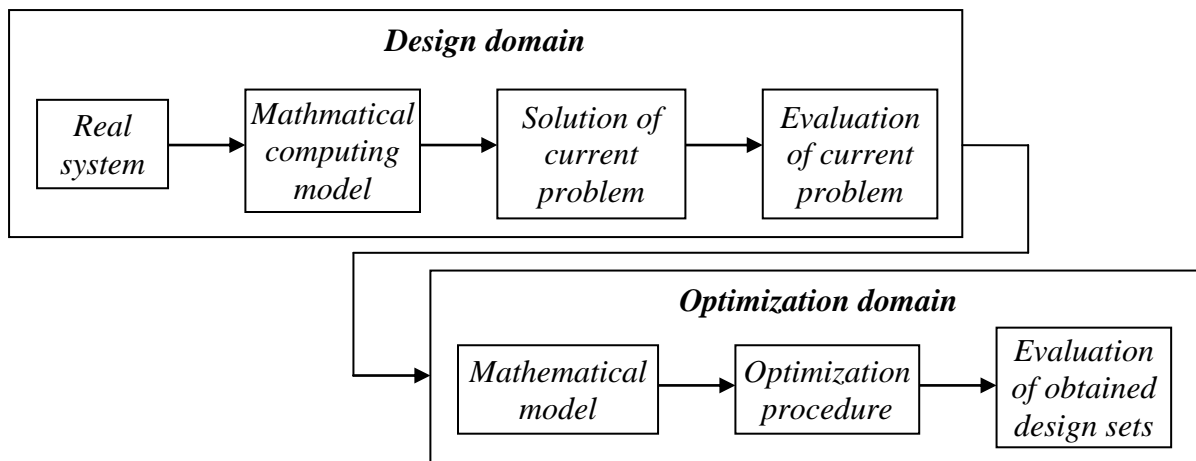 Design domain
Real
system
Mathmatical
computing
model
Solution of
current
problem
Evaluation
of current
problem
Optimization domain
Mathematical
model
Optimization
procedure
Evaluation
of obtained
design sets